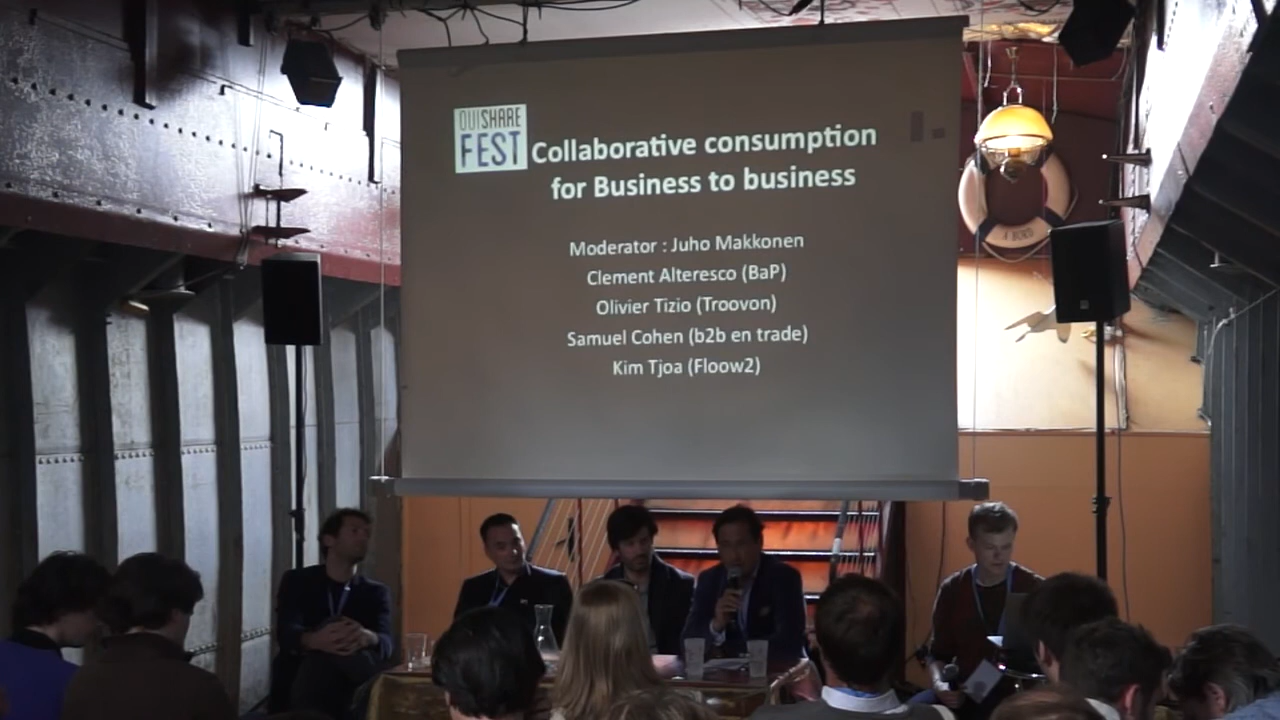 OUISHARE
FEST
Collaborative consumption
for Business to business
Moderator : Juho Makkonen
Clement Alteresco (BaP)
Olivier Tizio (Troovon)
Samuel Cohen (b2b en trade)
Kim Tjoa (Floow2)
A BORD